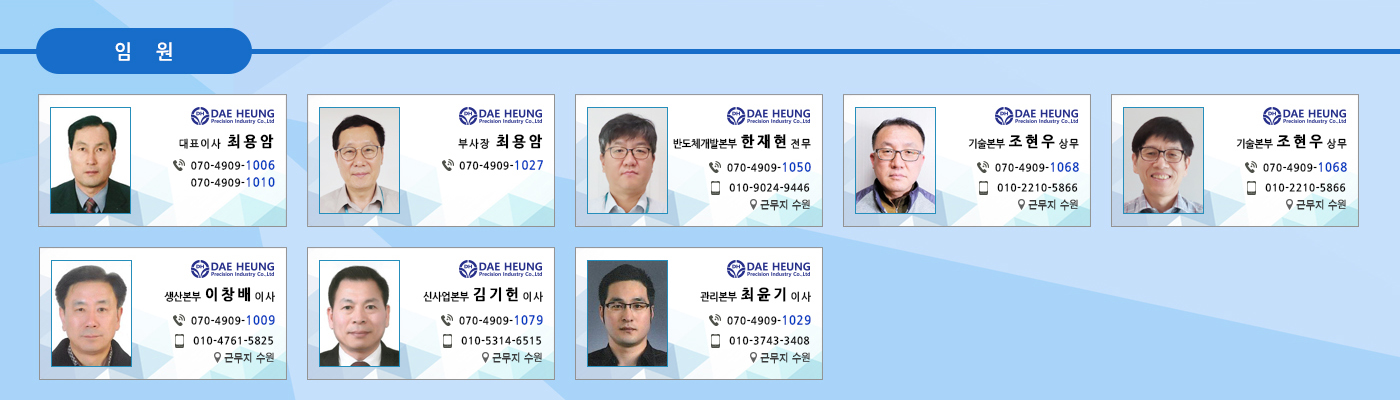 임 원
DAE HEUNG
Precision Industry Co.,Ltd
대표이사 최용암
070-4909-1006
070-4909-1010
DAE HEUNG
Precision Industry Co.,Ltd
부사장 최용암
070-4909-1027
DAE HEUNG
Precision Industry Co.,Ltd
반도체개발본부 한재현 전무
070-4909-1050
010-9024-9446
근무지 수원
DAE HEUNG
Precision Industry Co.,Ltd
기술본부 조현우 상무
070-4909-1068
010-2210-5866
근무지 수원
DAE HEUNG
Precision Industry Co.,Ltd
기술본부 조현우 상무
070-4909-1068
010-2210-5866
근무지 수원
DAE HEUNG
Precision Industry Co.,Ltd
생산본부 이창배 이사
070-4909-1009
010-4761-5825
근무지 수원
DAE HEUNG
Precision Industry Co.,Ltd
신사업본부 김기헌 이사
070-4909-1079
010-5314-6515
근무지 수원
DAE HEUNG
Precision Industry Co.,Ltd
관리본부 최윤기 이사
070-4909-1029
010-3743-3408
근무지 수원